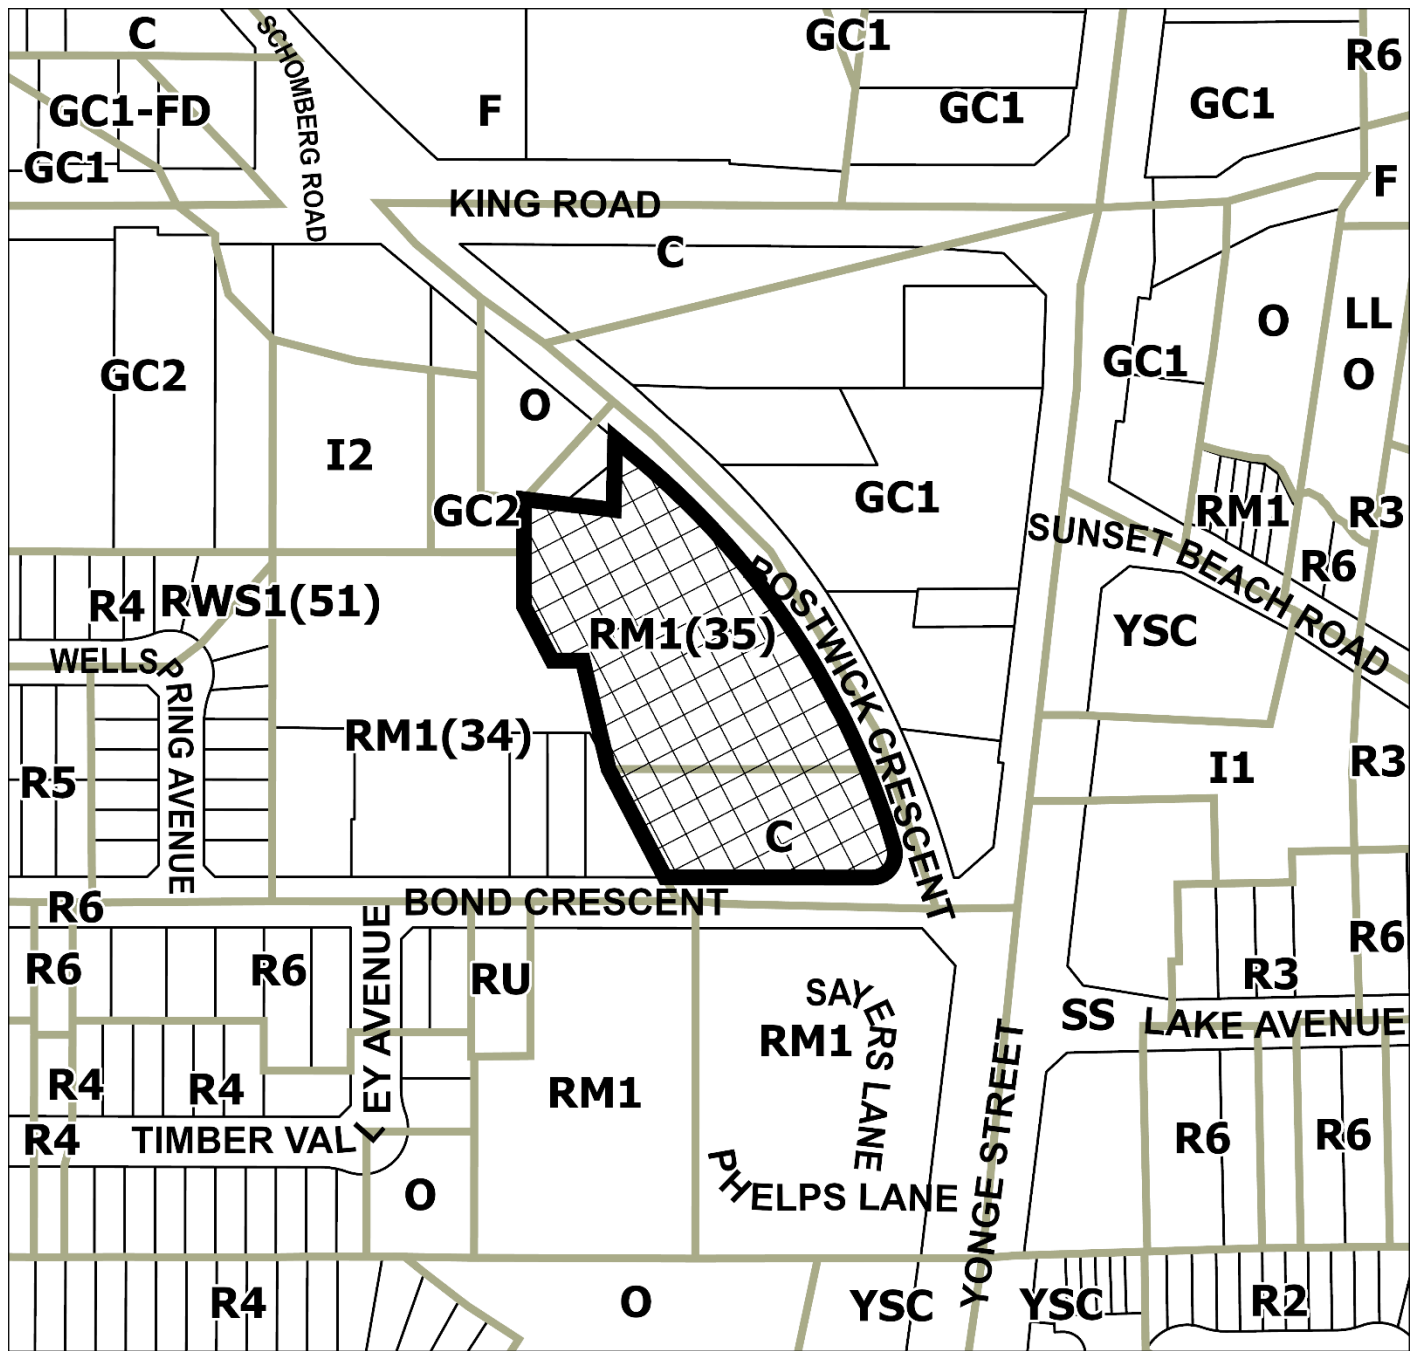 C
SCHOMBERG ROAD
GC1
R6
GC1-FD
F
GC1
GC1
GC1
F
KING ROAD
C
O
LL
GC1
O
GC2
O
I2
GC2
GC1
RM1
R3
SUNSET BEACH ROAD
R6
R4
RWS1(51)
RM1(35)
BOSTWICK CRESCENT
YSC
WELLSPRING AVENUE
RM1(34)
R5
I1
R3
C
R6
BOND CRESCENT
R6
R6
RU
R3
R6
SAYERS LANE
RM1
SS
LAKE AVENUE
R4
R4
RM1
R4
TIMBER VALLEY AVENUE
R6
R6
PHELPS LANE
O
YONGE STREET
R4
O
YSC
YSC
R2